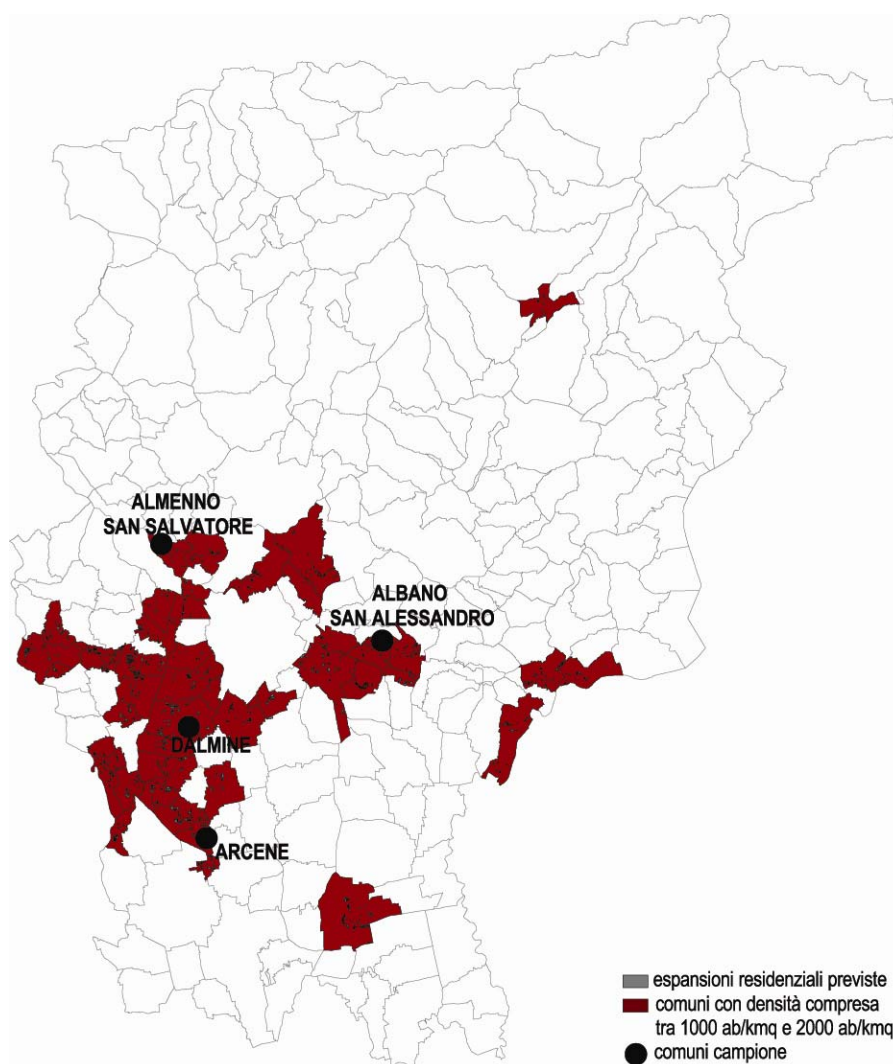 ALMENNO
SAN SALVATORE
ALBANO
SAN ALESSANDRO
DALMINE
ARCENE
espansioni residenziali previste
comuni con densità compresa
tra 1000 ab/kmq e 2000 ab/kmq
comuni campione